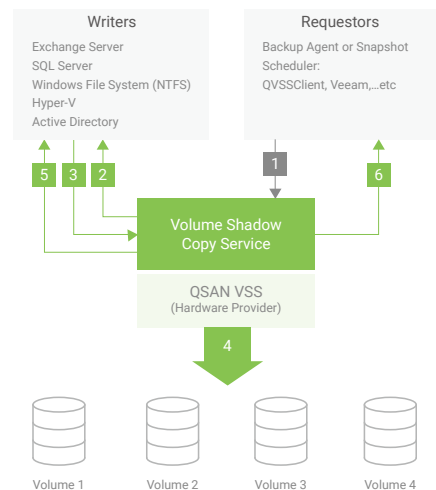 Writers
Exchange Server
SQL Server
Windows File System (NTFS)
Hyper-V
Active Directory
Requestors
Backup Agent or Snapshot
Scheduler:
QVSSClient, Veeam,...etc
5
3
2
1
6
Volume Shadow
Copy Service
QSAN VSS
(Hardware Provider)
4
Volume 1
Volume 2
Volume 3
Volume 4